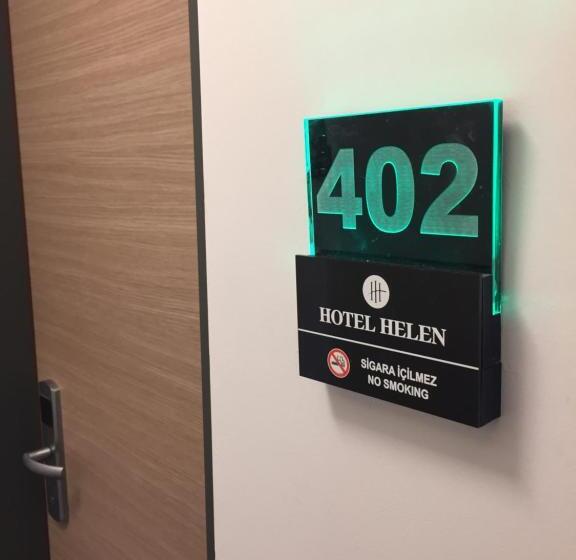 402
HOTEL HELEN
SİGARA İÇİLMEZ
NO SMOKING